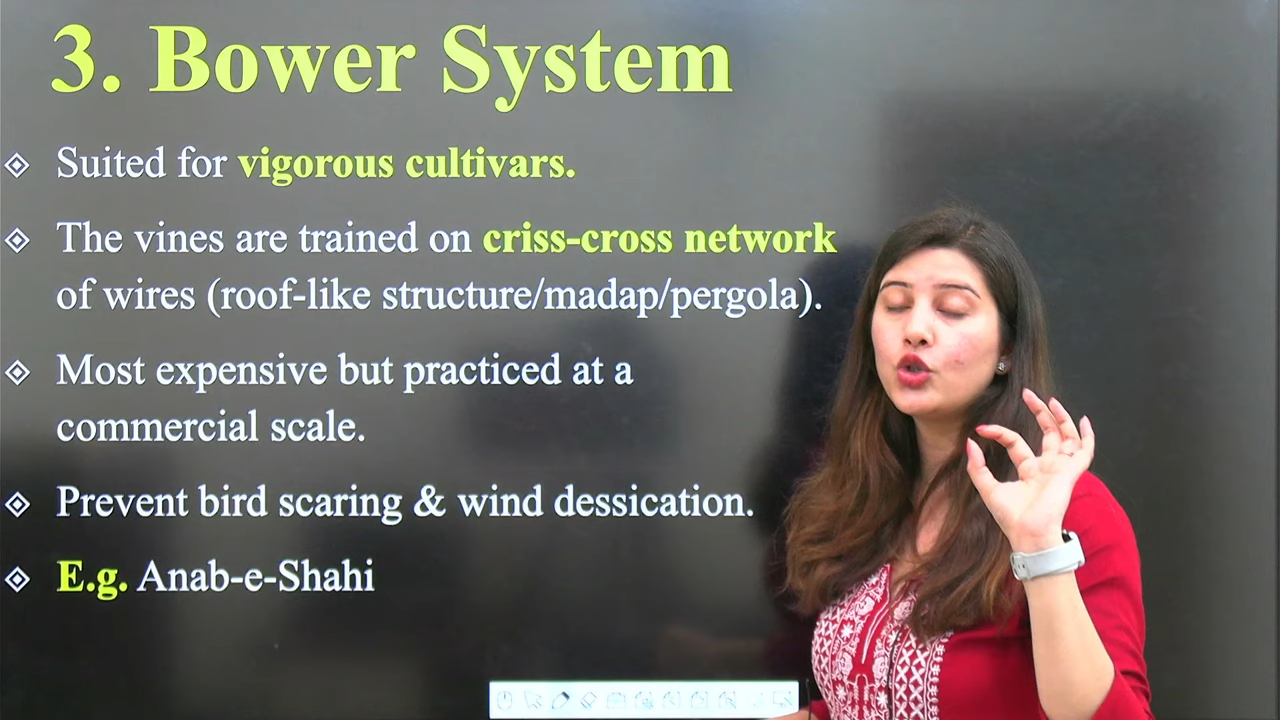 3. Bower System
Suited for vigorous cultivars.
The vines are trained on criss-cross network
of wires (roof-like structure/madap/pergola).
Most expensive but practiced at a
commercial scale.
Prevent bird scaring & wind dessication.
E.g. Anab-e-Shahi